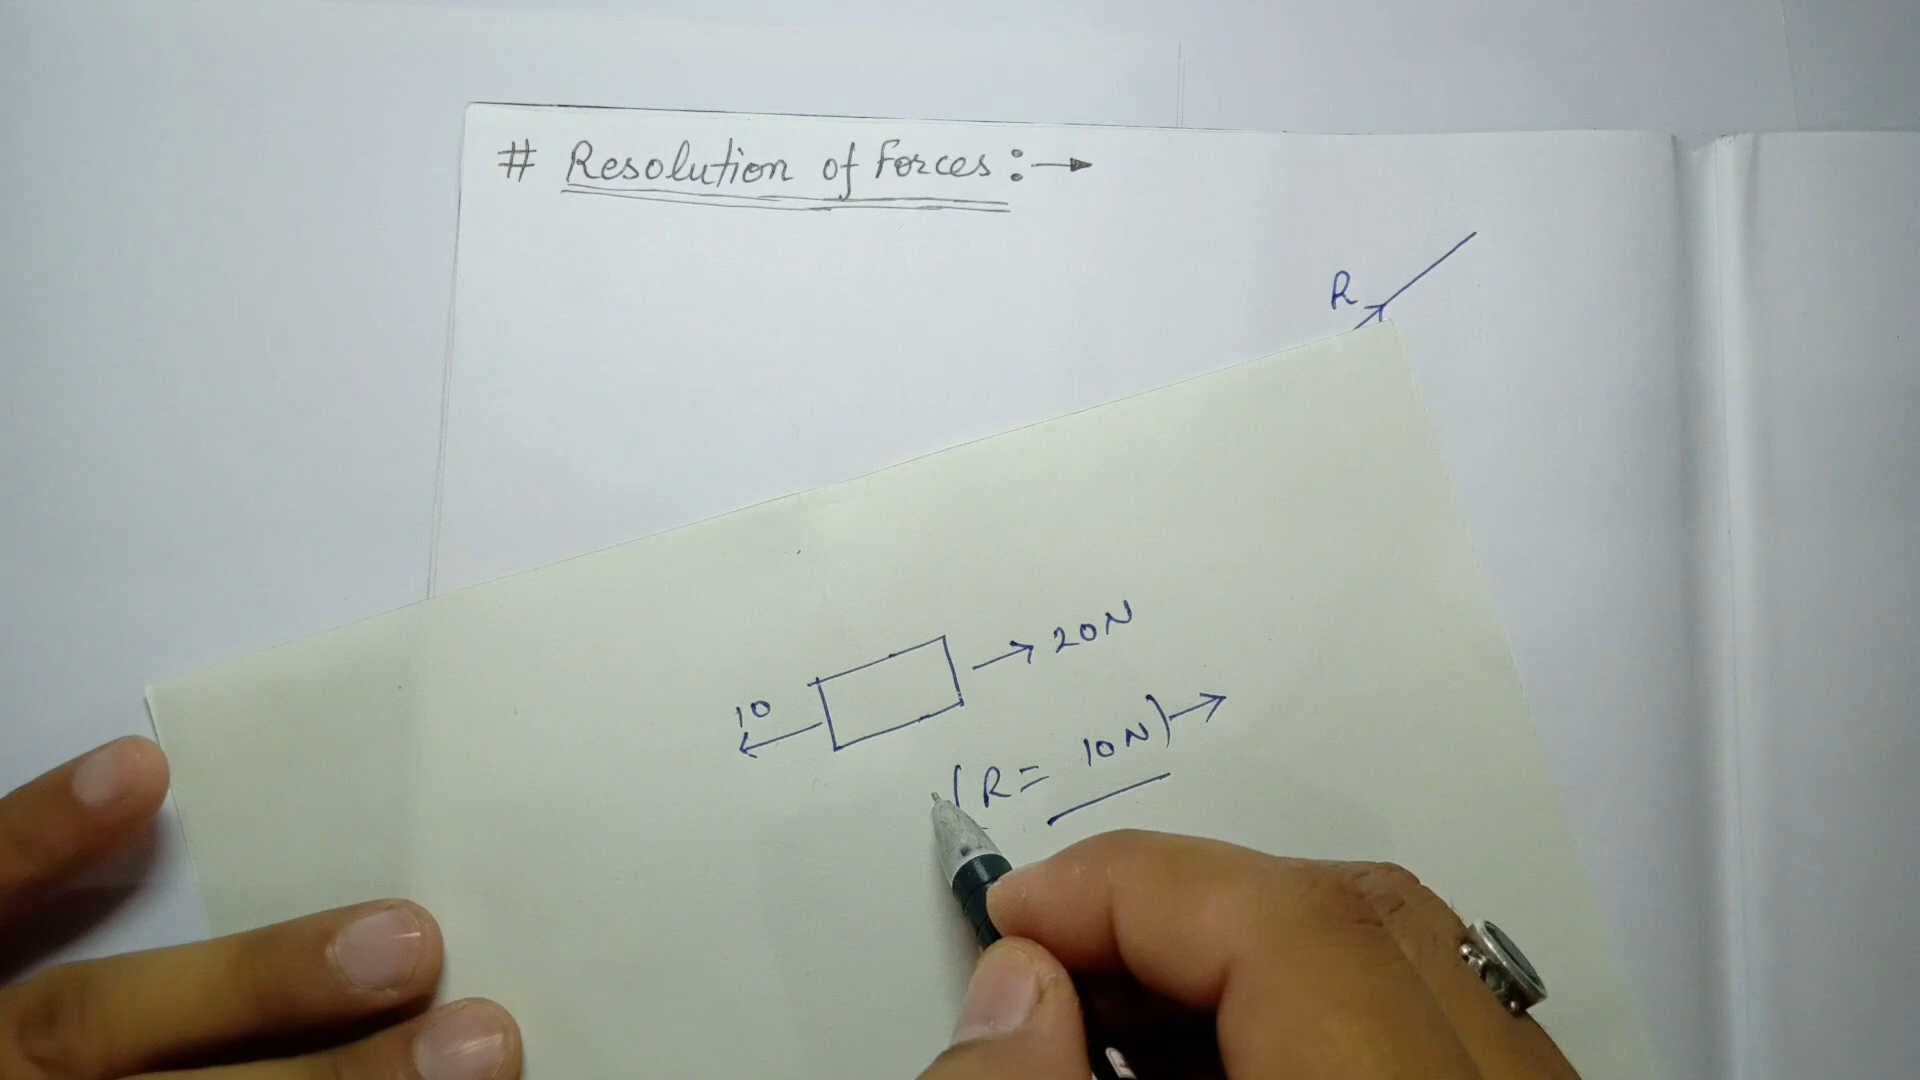 # Resolution of Forces :→
R
→ 20N
10
(R = 10N) →